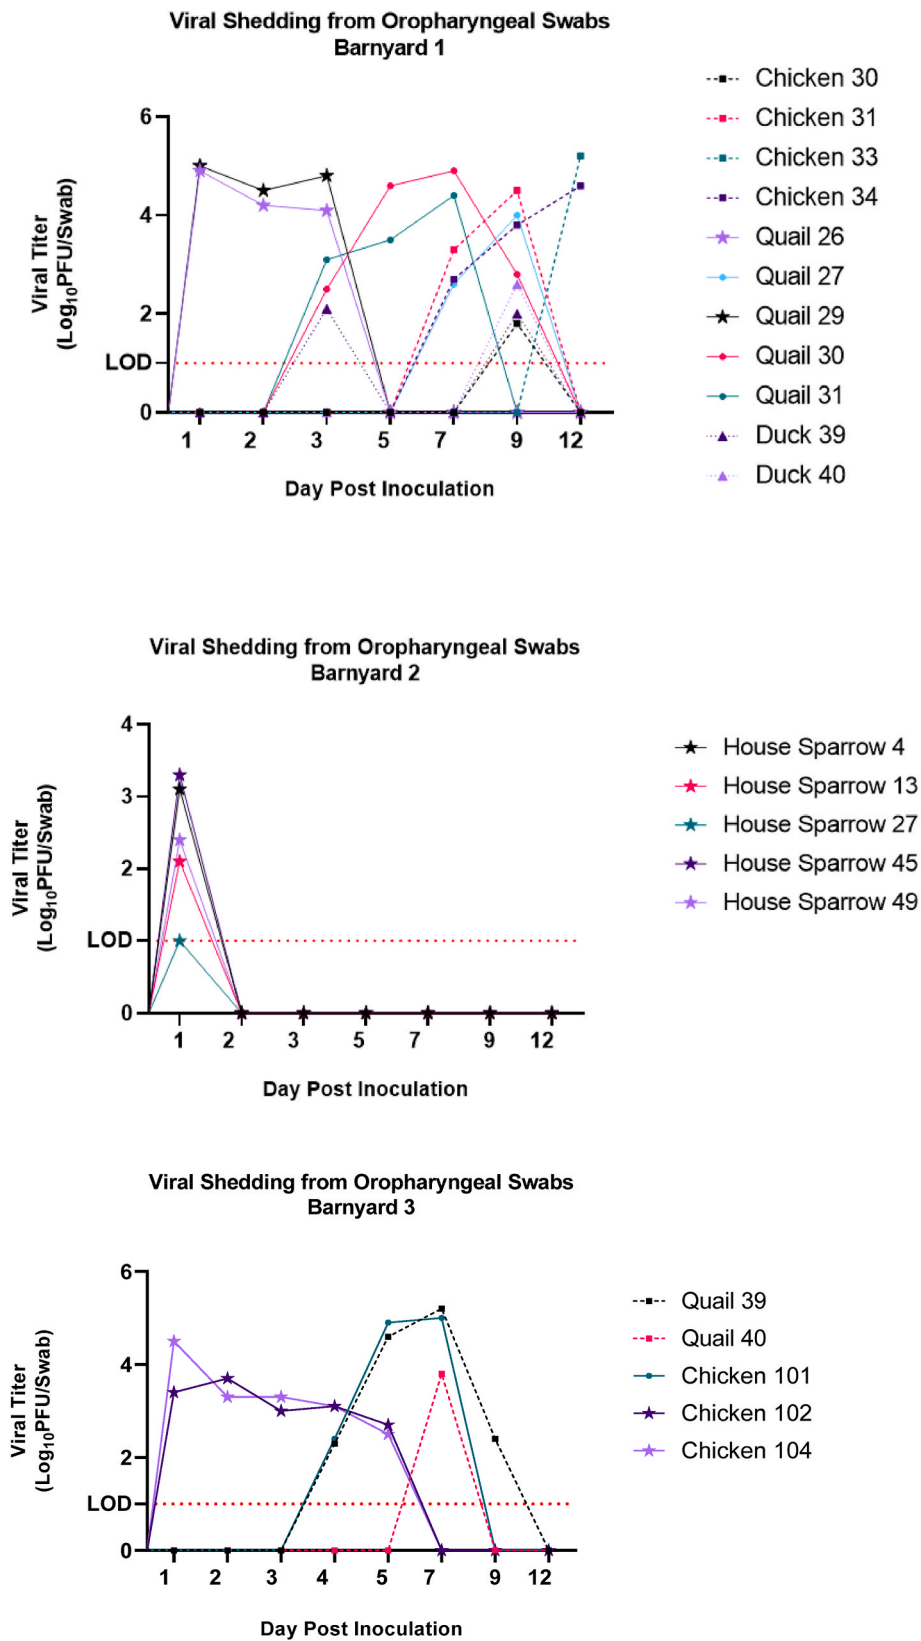 Viral Shedding from Oropharyngeal Swabs
Barnyard 1
Viral Titer
(Log₁₀PFU/Swab)
6
4
2
LOD
0
1 2 3 5 7 9 12
Day Post Inoculation
Chicken 30
Chicken 31
Chicken 33
Chicken 34
Quail 26
Quail 27
Quail 29
Quail 30
Quail 31
Duck 39
Duck 40
Viral Shedding from Oropharyngeal Swabs
Barnyard 2
Viral Titer
(Log₁₀PFU/Swab)
4
3
2
LOD
0
1 2 3 5 7 9 12
Day Post Inoculation
House Sparrow 4
House Sparrow 13
House Sparrow 27
House Sparrow 45
House Sparrow 49
Viral Shedding from Oropharyngeal Swabs
Barnyard 3
Viral Titer
(Log₁₀PFU/Swab)
6
4
2
LOD
0
1 2 3 4 5 7 9 12
Day Post Inoculation
Quail 39
Quail 40
Chicken 101
Chicken 102
Chicken 104